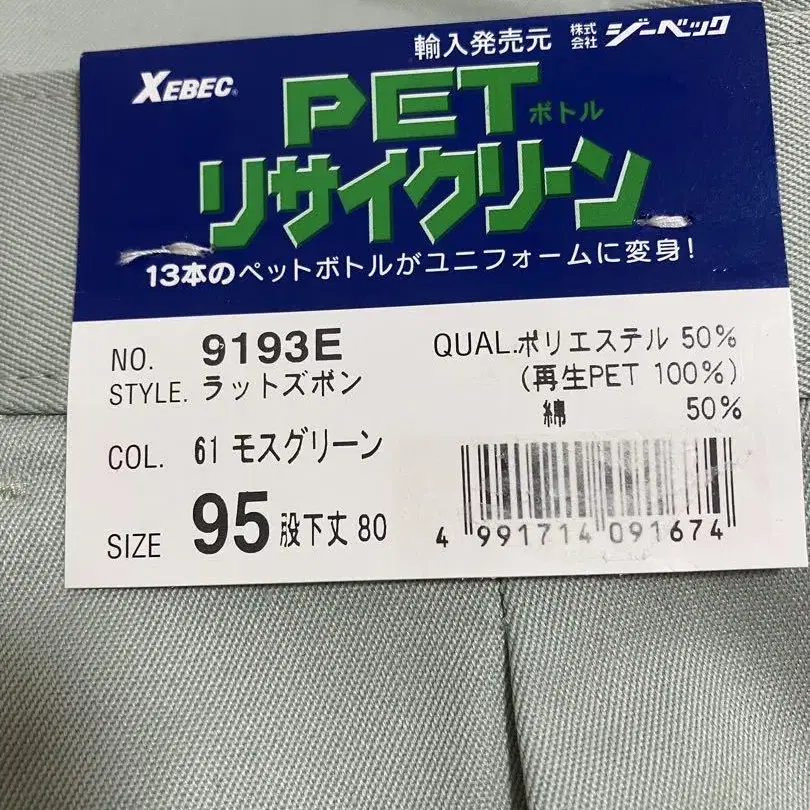 輸入発売元 株式会社 ジーベック
XEBEC®
PETボトル
リサイクリーン
13本のペットボトルがユニフォームに変身!
NO. 9193E
STYLE. ラットズボン
COL. 61 モスグリーン
SIZE 95 股下丈 80
QUAL.ポリエステル 50%
(再生PET 100%)
綿 50%
4 991714 091674